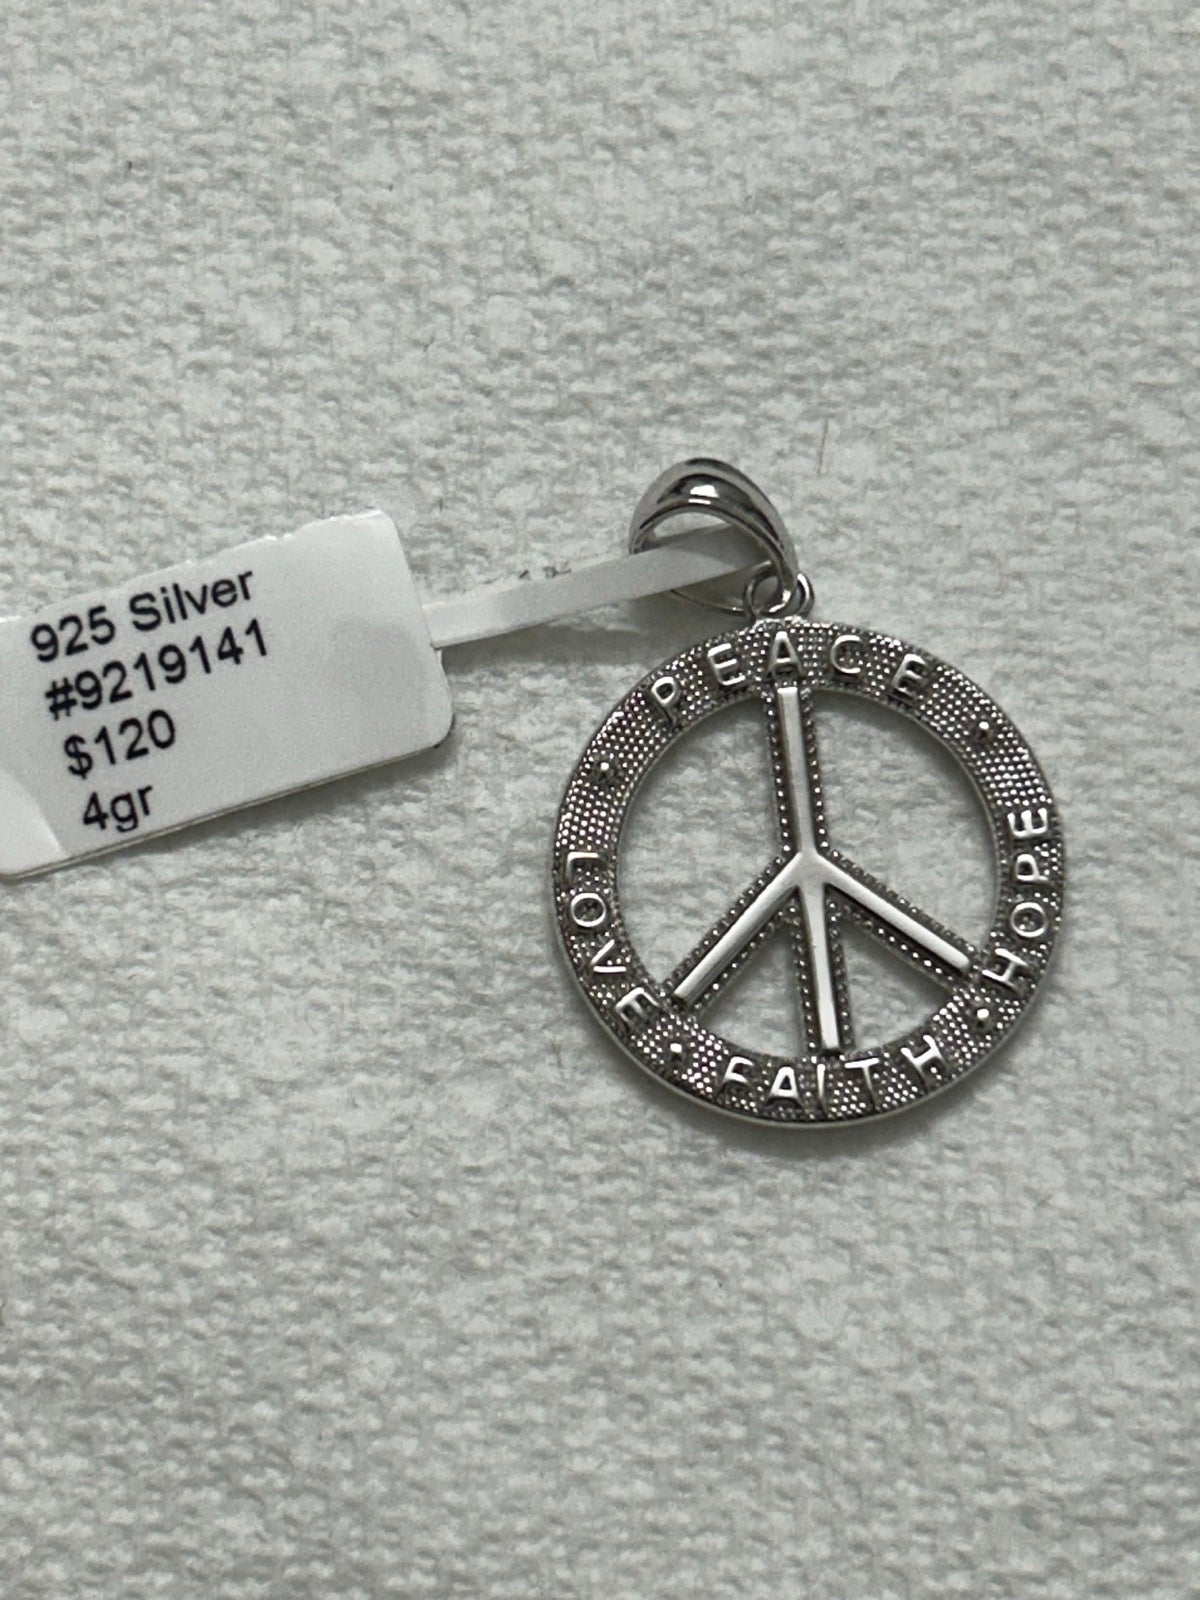 925 Silver
#9219141
$120
4gr
PEACE
LOVE
FAITH
HOPE